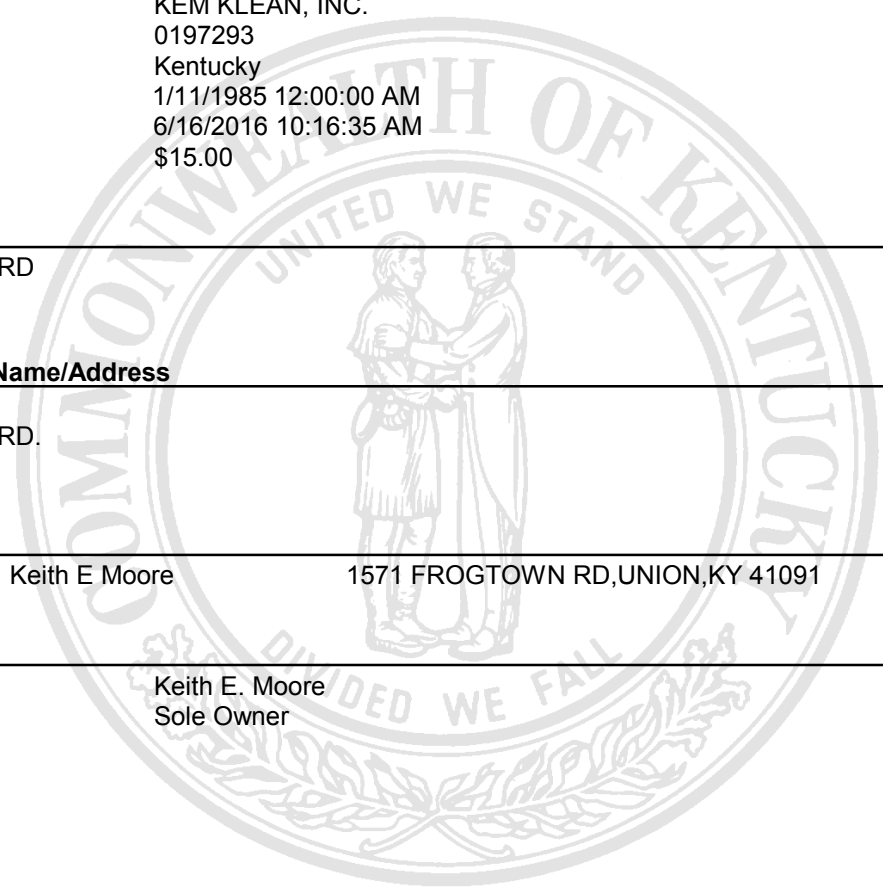 KEM KLEAN, INC.
0197293
Kentucky
1/11/1985 12:00:00 AM
6/16/2016 10:16:35 AM
$15.00
COMMONWEALTH OF KENTUCKY
UNITED WE STAND
RD
Name/Address
RD.
Keith E Moore 1571 FROGTOWN RD,UNION,KY 41091
DIVIDED WE FALL
Keith E. Moore
Sole Owner